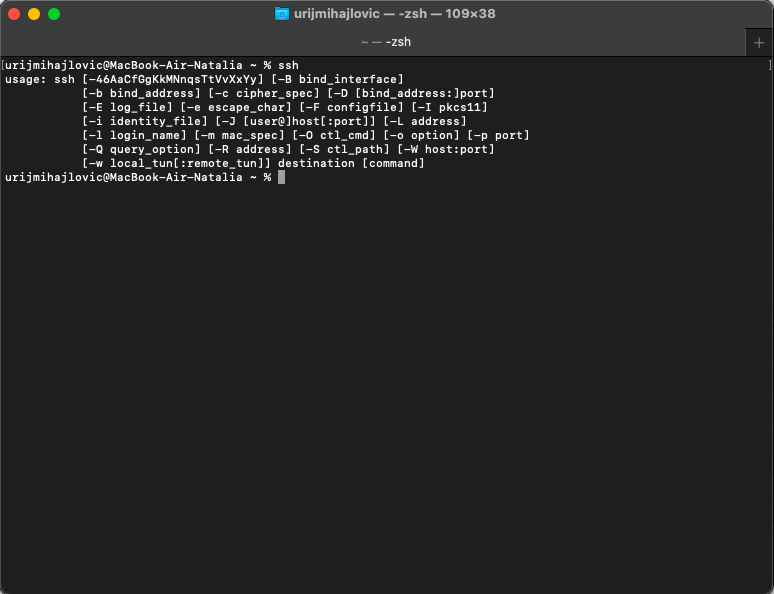 urijmihajlovic — -zsh — 109×38
~ — -zsh
[urijmihajlovic@MacBook-Air-Natalia ~ % ssh ]
usage: ssh [-46AaCfGgKkMNnqsTtVvXxYy] [-B bind_interface]
           [-b bind_address] [-c cipher_spec] [-D [bind_address:]port]
           [-E log_file] [-e escape_char] [-F configfile] [-I pkcs11]
           [-i identity_file] [-J [user@]host[:port]] [-L address]
           [-l login_name] [-m mac_spec] [-O ctl_cmd] [-o option] [-p port]
           [-Q query_option] [-R address] [-S ctl_path] [-W host:port]
           [-w local_tun[:remote_tun]] destination [command]
urijmihajlovic@MacBook-Air-Natalia ~ %